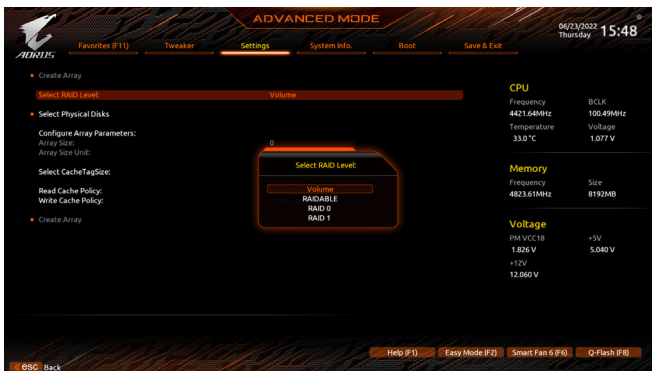 ADVANCED MODE
06/23/2022 Thursday 15:48
AORUS
Favorites (F11) Tweaker Settings System Info. Boot Save & Exit
Create Array
Select RAID Level: Volume
Select Physical Disks
Configure Array Parameters:
Array Size: 0
Array Size Unit:
Select CacheTagSize:
Read Cache Policy:
Write Cache Policy:
Create Array
Select RAID Level:
Volume
RAIDABLE
RAID 0
RAID 1
CPU
Frequency BCLK
4421.64MHz 100.49MHz
Temperature Voltage
33.0 °C 1.077 V
Memory
Frequency Size
4823.61MHz 8192MB
Voltage
PM VCC18 +5V
1.826 V 5.040 V
+12V
12.060 V
Help (F1) Easy Mode (F2) Smart Fan 6 (F6) Q-Flash (F8)
esc Back